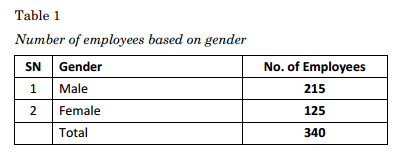 Table 1
Number of employees based on gender
SN Gender No. of Employees
1 Male 215
2 Female 125
Total 340